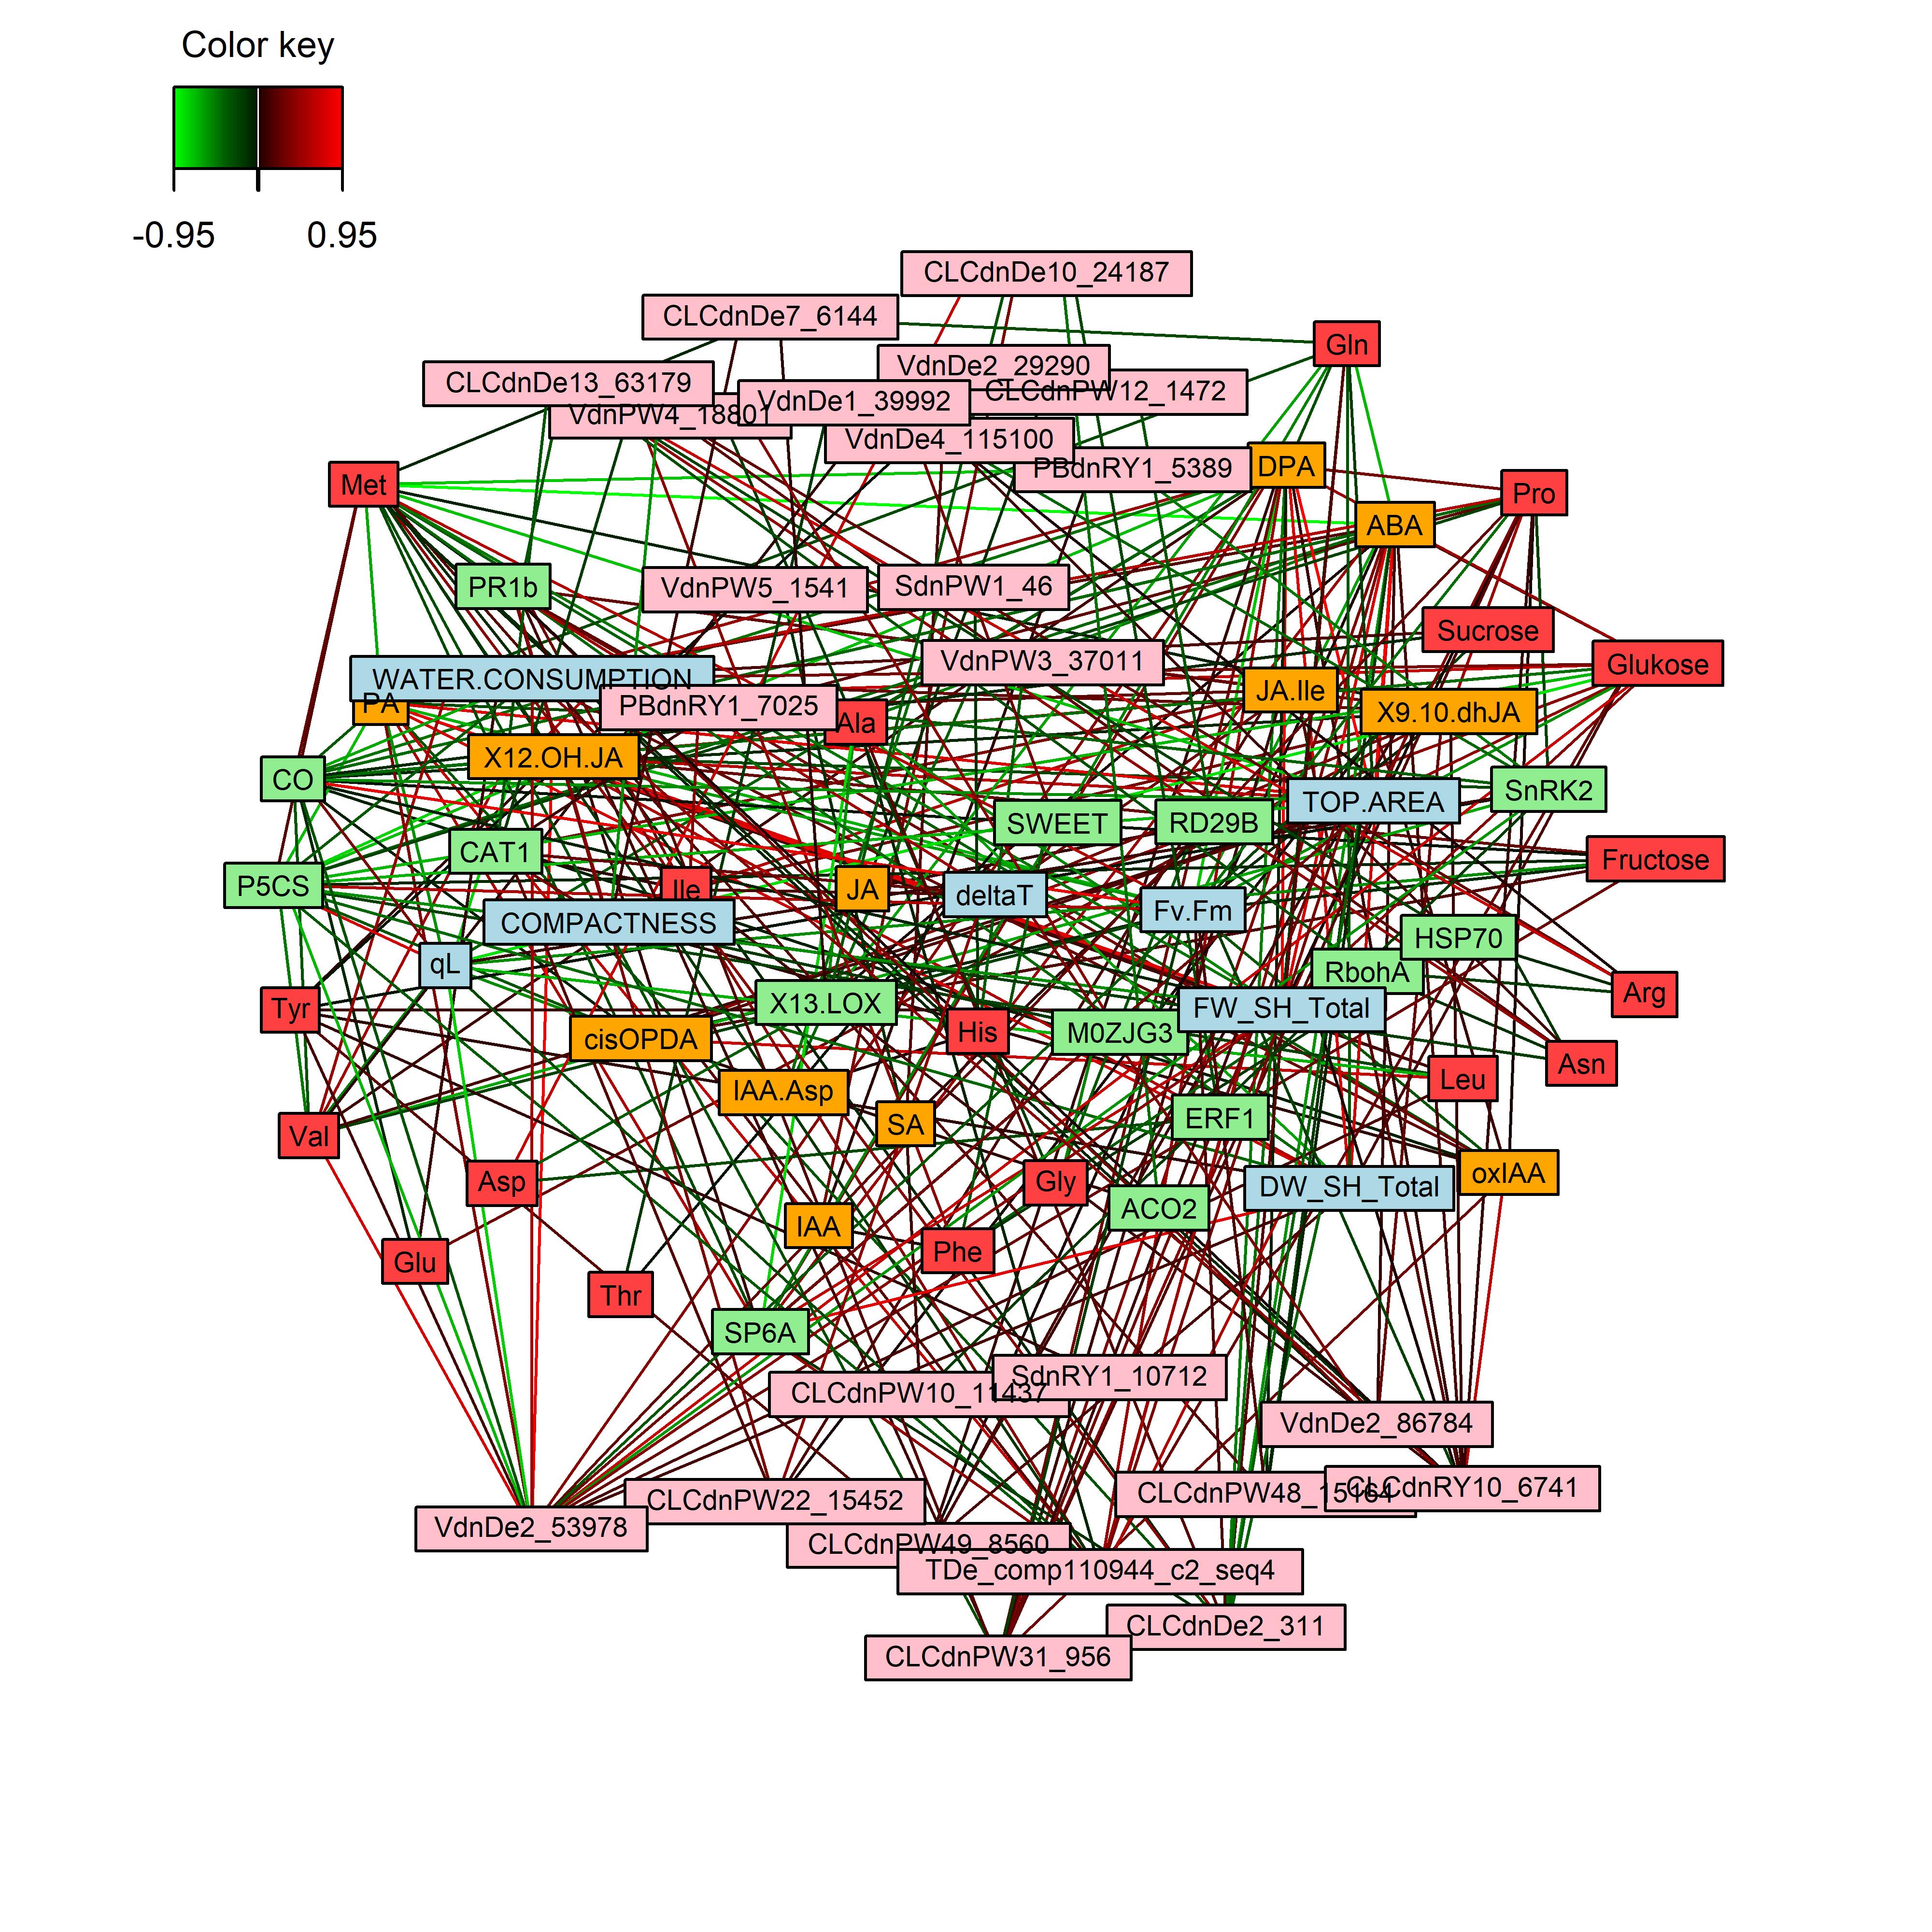 Color key
-0.95 0.95
CLCdnDe10_24187
CLCdnDe7_6144
Gln
VdnDe2_29290
CLCdnDe13_63179
CLCdnPW12_1472
VdnDe1_39992
VdnPW4_18801
VdnDe4_115100
PBdnRY1_5389
DPA
Met
Pro
ABA
PR1b
VdnPW5_1541
SdnPW1_46
Sucrose
VdnPW3_37011
Glukose
WATER.CONSUMPTION
JA.Ile
PA
PBdnRY1_7025
X9.10.dhJA
Ala
X12.OH.JA
CO
SnRK2
TOP.AREA
SWEET
RD29B
CAT1
Fructose
P5CS
Ile
JA
deltaT
Fv.Fm
COMPACTNESS
HSP70
qL
RbohA
Arg
Tyr
X13.LOX
FW_SH_Total
His
M0ZJG3
cisOPDA
Asn
Leu
IAA.Asp
ERF1
SA
Val
oxIAA
Asp
Gly
DW_SH_Total
ACO2
IAA
Phe
Glu
Thr
SP6A
SdnRY1_10712
CLCdnPW10_11437
VdnDe2_86784
CLCdnRY10_6741
CLCdnPW48_15164
CLCdnPW22_15452
VdnDe2_53978
CLCdnPW49_8560
TDe_comp110944_c2_seq4
CLCdnDe2_311
CLCdnPW31_956